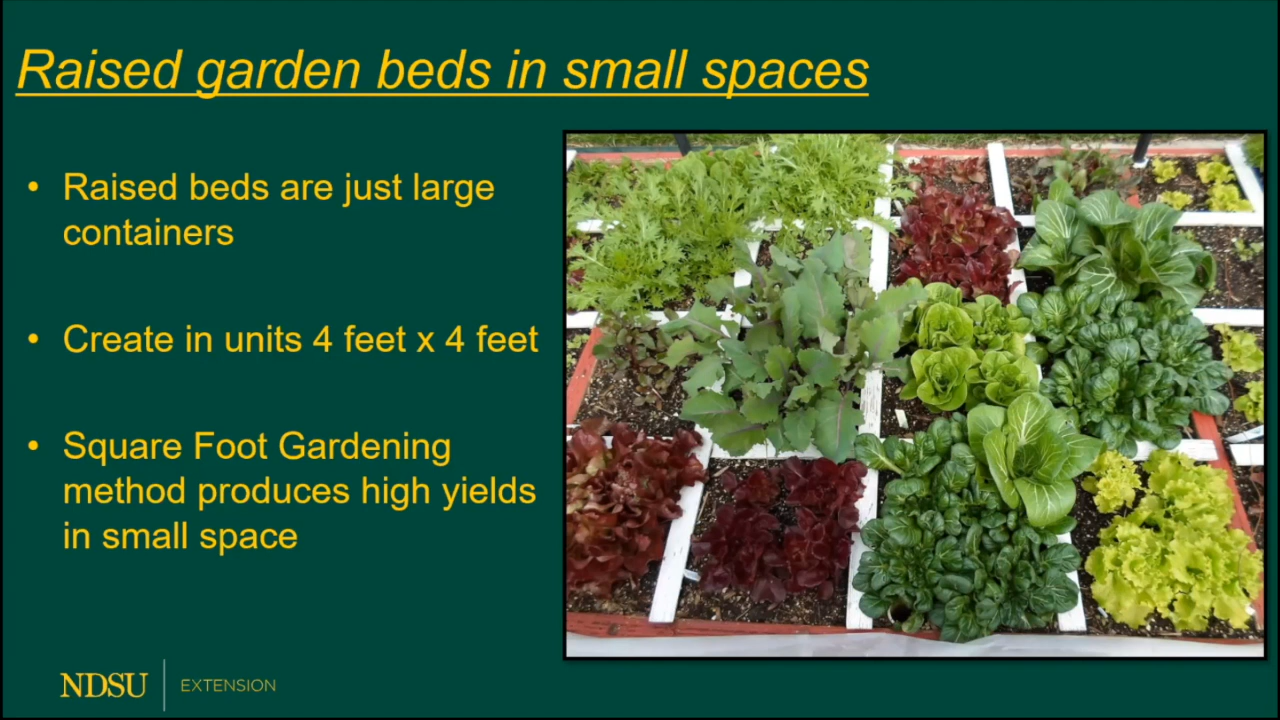 Raised garden beds in small spaces
• Raised beds are just large
containers
• Create in units 4 feet x 4 feet
• Square Foot Gardening
method produces high yields
in small space
NDSU EXTENSION